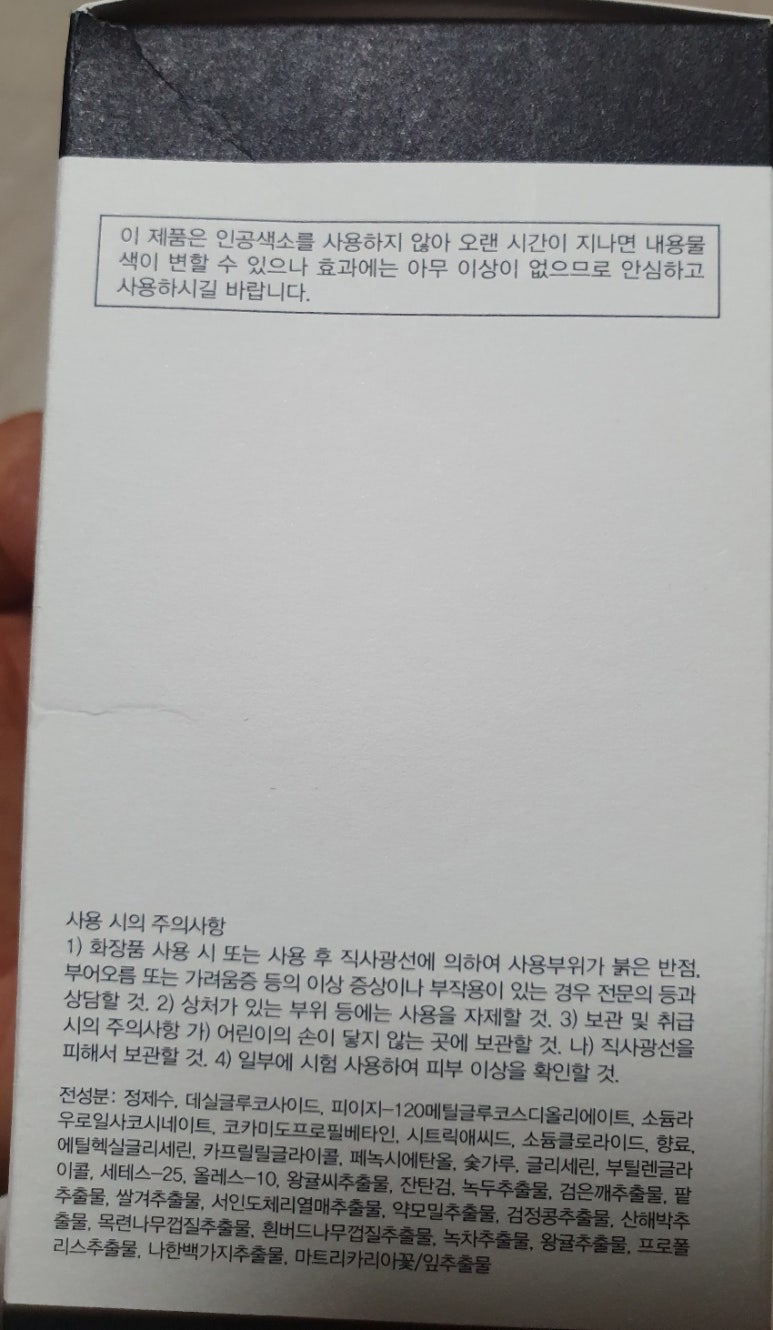 이 제품은 인공색소를 사용하지 않아 오랜 시간이 지나면 내용물
색이 변할 수 있으나 효과에는 아무 이상이 없으므로 안심하고
사용하시길 바랍니다.
사용 시의 주의사항
1) 화장품 사용 시 또는 사용 후 직사광선에 의하여 사용부위가 붉은 반점,
부어오름 또는 가려움증 등의 이상 증상이나 부작용이 있는 경우 전문의 등과
상담할 것. 2) 상처가 있는 부위 등에는 사용을 자제할 것. 3) 보관 및 취급
시의 주의사항 가) 어린이의 손이 닿지 않는 곳에 보관할 것. 나) 직사광선을
피해서 보관할 것. 4) 일부에 시험 사용하여 피부 이상을 확인할 것.
전성분: 정제수, 데실글루코사이드, 피이지-120메틸글루코스디올리에이트, 소듐라
우로일사코시네이트, 코카미도프로필베타인, 시트릭애씨드, 소듐클로라이드, 향료,
에틸헥실글리세린, 카프릴릴글라이콜, 페녹시에탄올, 숯가루, 글리세린, 부틸렌글라
이콜, 세테스-25, 올레스-10, 왕귤씨추출물, 잔탄검, 녹두추출물, 검은깨추출물, 팥
추출물, 쌀겨추출물, 서인도체리열매추출물, 약모밀추출물, 검정콩추출물, 산해박추
출물, 목련나무껍질추출물, 흰버드나무껍질추출물, 녹차추출물, 왕귤추출물, 프로폴
리스추출물, 나한백가지추출물, 마트리카리아꽃/잎추출물